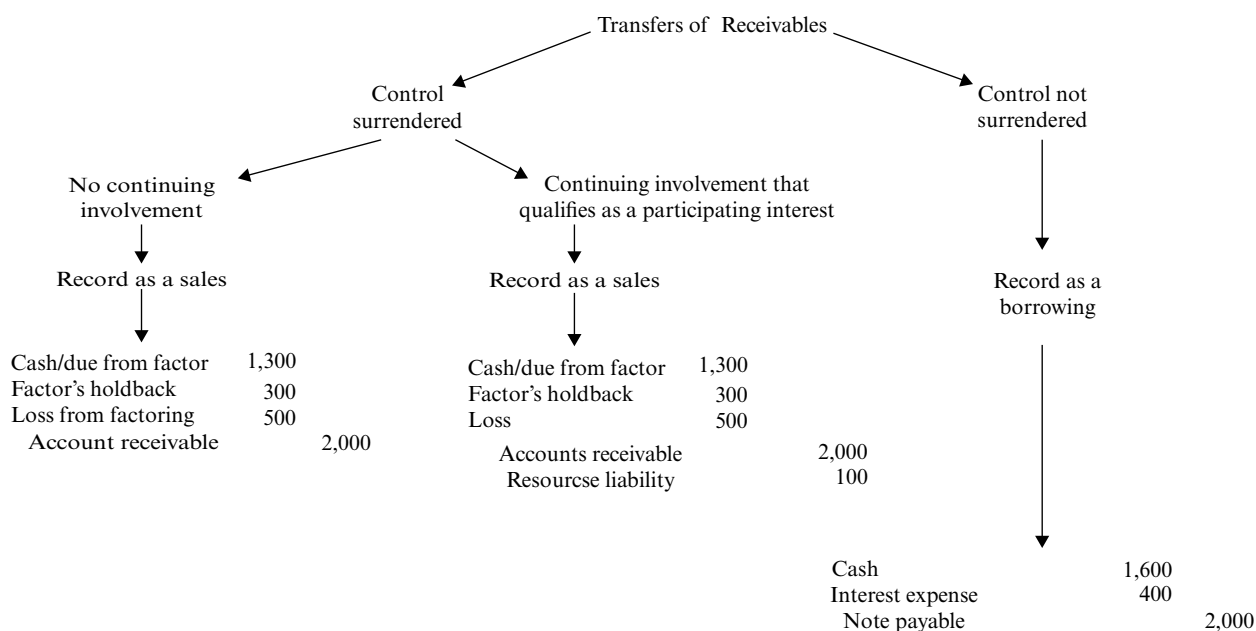 Transfers of Receivables
Control
surrendered
Control not
surrendered
No continuing
involvement
Continuing involvement that
qualifies as a participating interest
Record as a sales
Record as a sales
Record as a
borrowing
Cash/due from factor 1,300
Factor’s holdback 300
Loss from factoring 500
Account receivable 2,000
Cash/due from factor 1,300
Factor’s holdback 300
Loss 500
Accounts receivable 2,000
Resourcse liability 100
Cash 1,600
Interest expense 400
Note payable 2,000